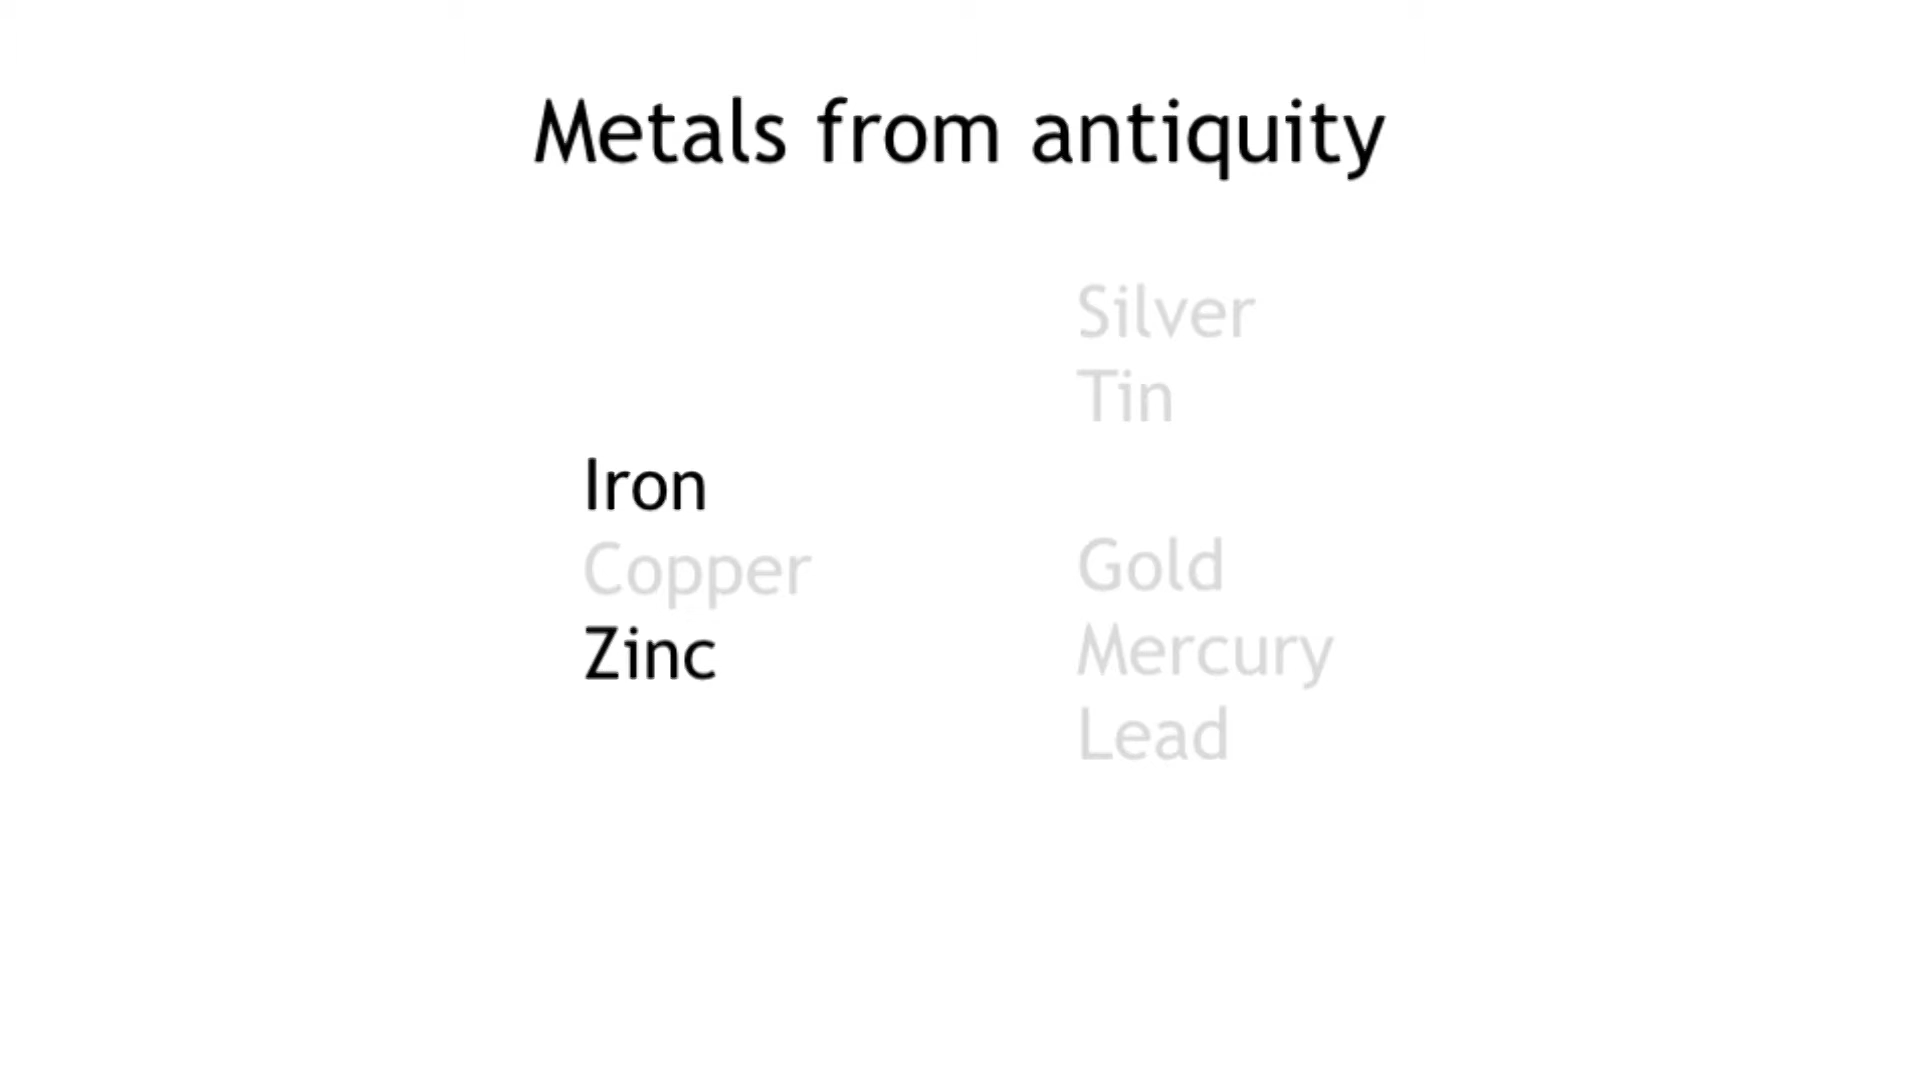 Metals from antiquity
Iron
Copper
Zinc
Silver
Tin
Gold
Mercury
Lead